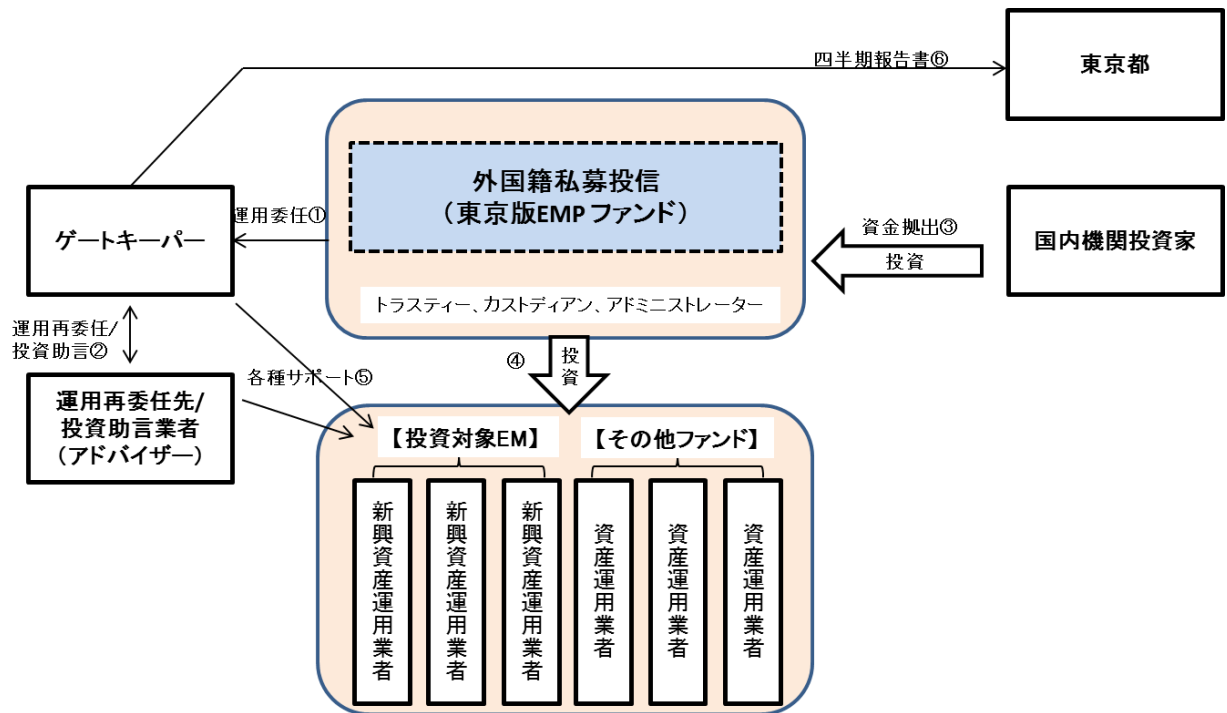 四半期報告書⑥
東京都
外国籍私募投信
（東京版EMPファンド）
運用委任①
ゲートキーパー
資金拠出③
投資
国内機関投資家
トラスティー、カストディアン、アドミニストレーター
運用再委任/
投資助言②
④
投資
各種サポート⑤
運用再委任先/
投資助言業者
（アドバイザー）
【投資対象EM】
【その他ファンド】
新興資産運用業者
新興資産運用業者
新興資産運用業者
資産運用業者
資産運用業者
資産運用業者